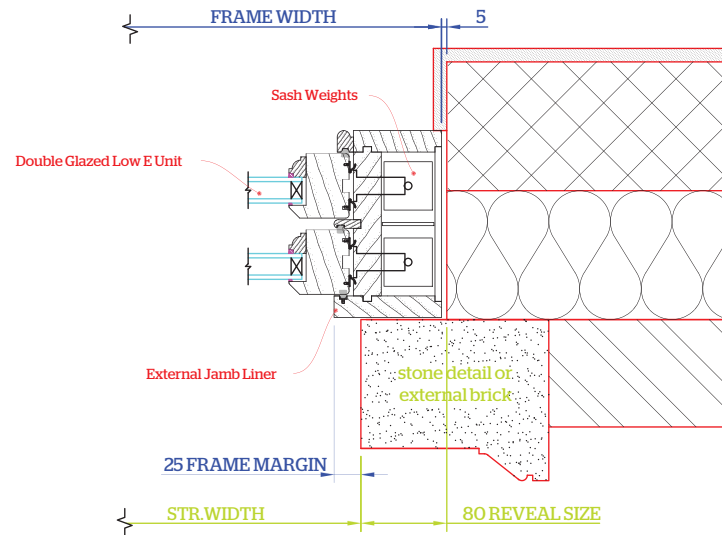 FRAME WIDTH
5
Sash Weights
Double Glazed Low E Unit
External Jamb Liner
stone detail or
external brick
25 FRAME MARGIN
STR.WIDTH
80 REVEAL SIZE